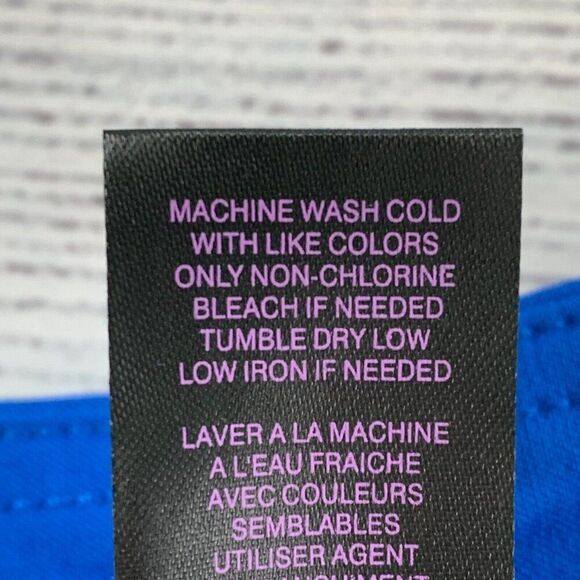 MACHINE WASH COLD
WITH LIKE COLORS
ONLY NON-CHLORINE
BLEACH IF NEEDED
TUMBLE DRY LOW
LOW IRON IF NEEDED
LAVER A LA MACHINE
A L'EAU FRAICHE
AVEC COULEURS
SEMBLABLES
UTILISER AGENT